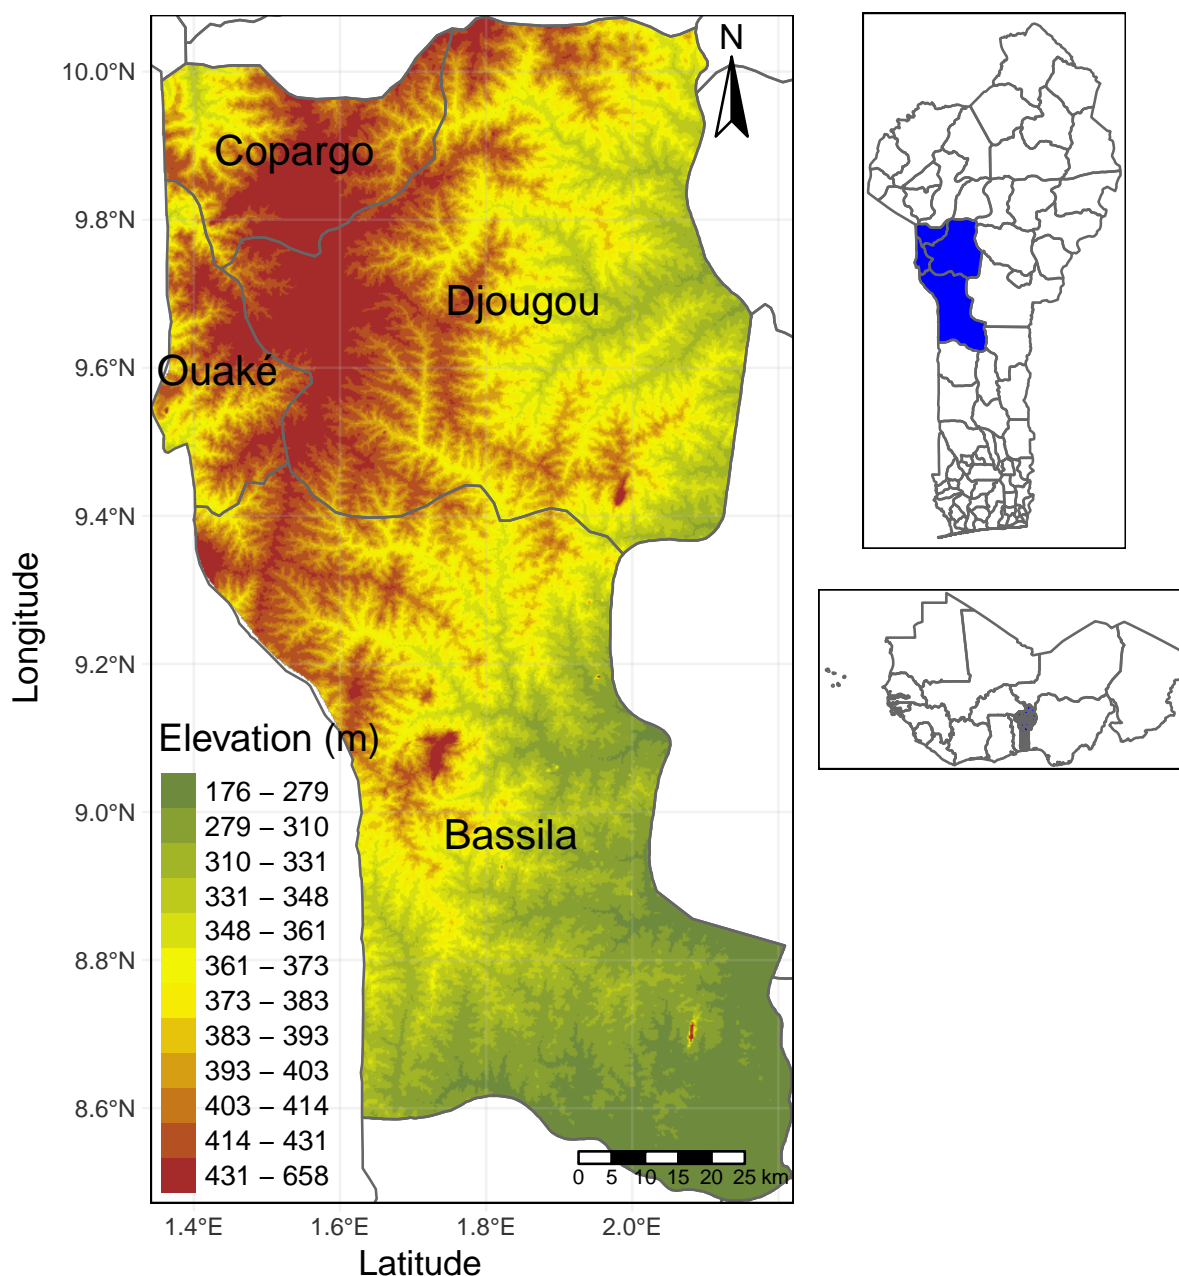 N
10.0°N
9.8°N
9.6°N
9.4°N
9.2°N
9.0°N
8.8°N
8.6°N
Longitude
Copargo
Djougou
Ouaké
Bassila
Elevation (m)
176 – 279
279 – 310
310 – 331
331 – 348
348 – 361
361 – 373
373 – 383
383 – 393
393 – 403
403 – 414
414 – 431
431 – 658
0 5 10 15 20 25 km
1.4°E 1.6°E 1.8°E 2.0°E
Latitude